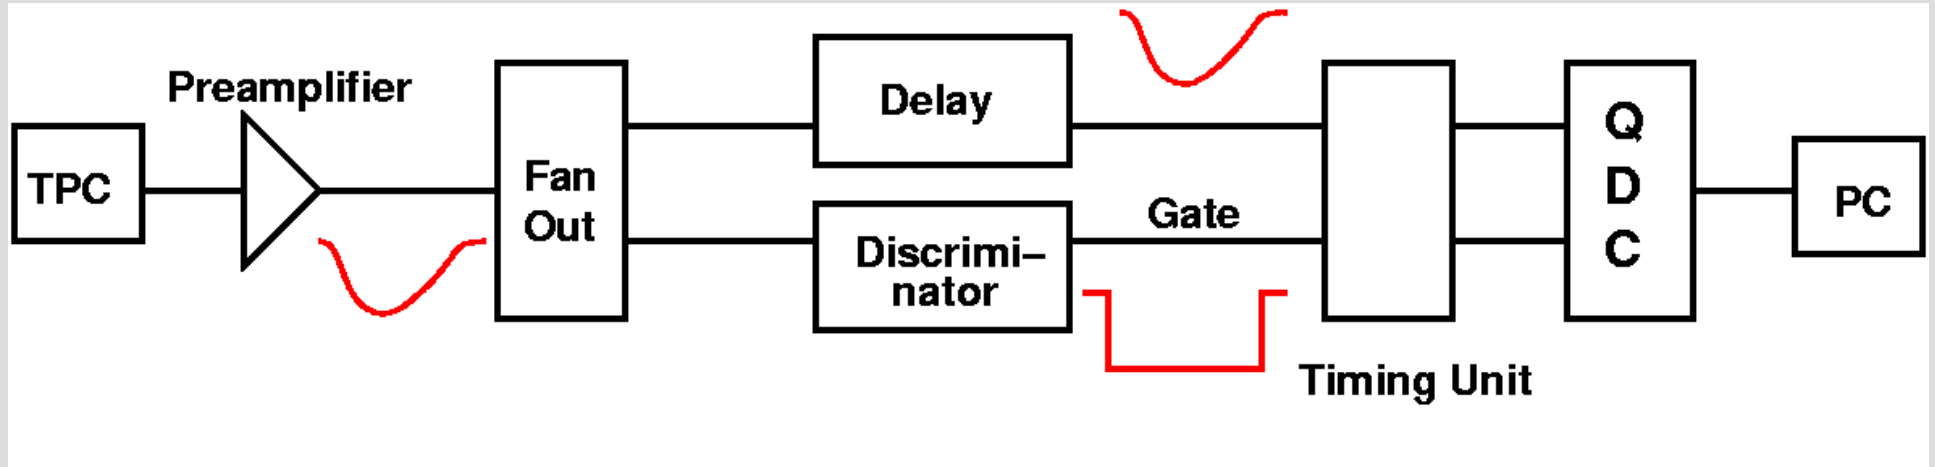 Preamplifier
TPC
Fan
Out
Delay
Discrimi–
nator
Gate
Timing Unit
Q
D
C
PC